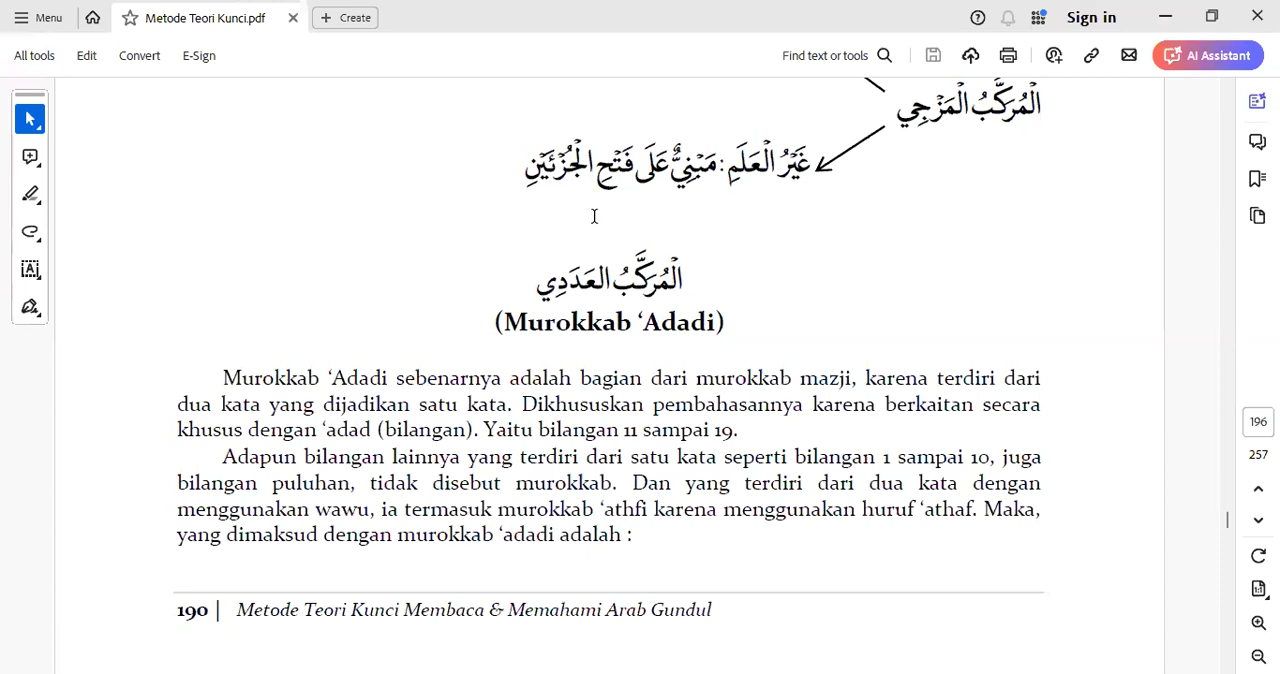 Menu
Metode Teori Kunci.pdf
Create
Sign in
All tools
Edit
Convert
E-Sign
Find text or tools
AI Assistant
الْمُرَكَّبُ الْمَزْجِي
غَيْرُ الْعَلَمِ : مَبْنِيٌّ عَلَى فَتْحِ الْجُزْئَيْنِ
الْمُرَكَّبُ العَدَدِي
(Murokkab ‘Adadi)
Murokkab ‘Adadi sebenarnya adalah bagian dari murokkab mazji, karena terdiri dari
dua kata yang dijadikan satu kata. Dikhususkan pembahasannya karena berkaitan secara
khusus dengan ‘adad (bilangan). Yaitu bilangan 11 sampai 19.
Adapun bilangan lainnya yang terdiri dari satu kata seperti bilangan 1 sampai 10, juga
bilangan puluhan, tidak disebut murokkab. Dan yang terdiri dari dua kata dengan
menggunakan wawu, ia termasuk murokkab ‘athfi karena menggunakan huruf ‘athaf. Maka,
yang dimaksud dengan murokkab ‘adadi adalah :
190 | Metode Teori Kunci Membaca & Memahami Arab Gundul
196
257